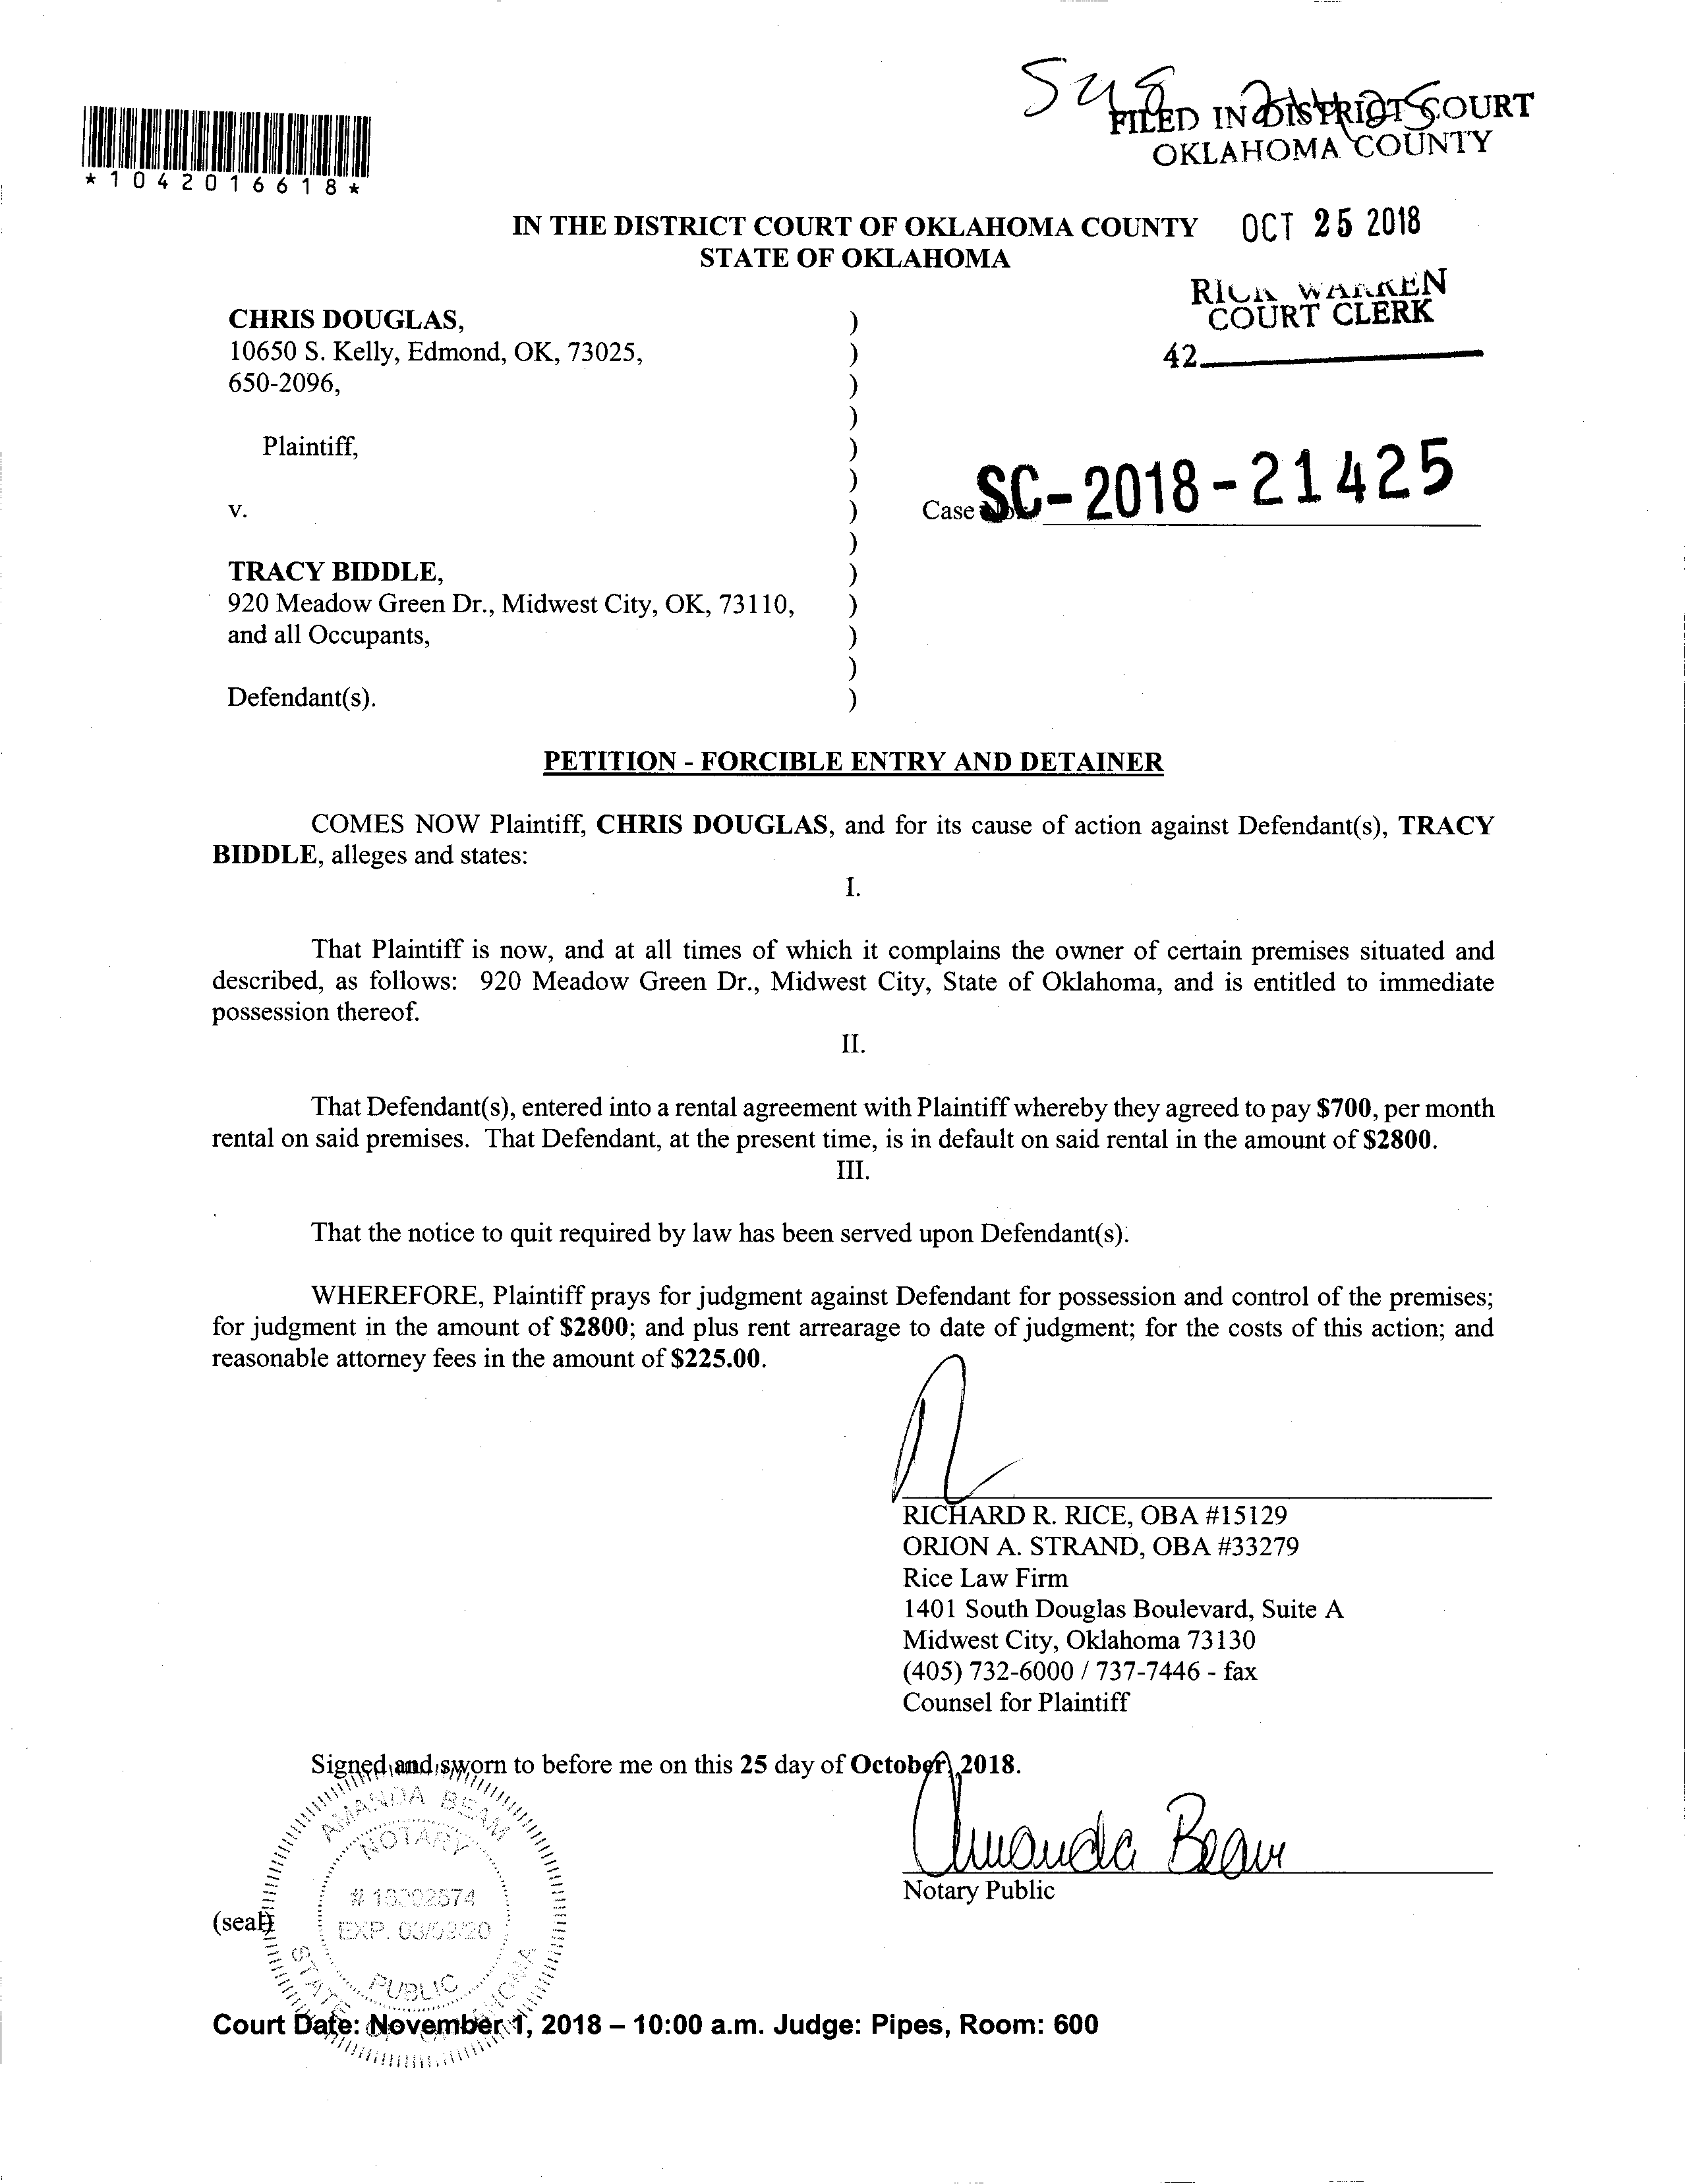 FILED IN DISTRICT COURT
OKLAHOMA COUNTY
*1042016618*
IN THE DISTRICT COURT OF OKLAHOMA COUNTY
STATE OF OKLAHOMA
OCT 25 2018
RICK WARREN
COURT CLERK
42
CHRIS DOUGLAS, )
10650 S. Kelly, Edmond, OK, 73025, )
650-2096, )
)
Plaintiff, )
)
v. )
Case No. SC-2018-21425
)
TRACY BIDDLE, )
920 Meadow Green Dr., Midwest City, OK, 73110, )
and all Occupants, )
)
Defendant(s). )
PETITION - FORCIBLE ENTRY AND DETAINER
COMES NOW Plaintiff, CHRIS DOUGLAS, and for its cause of action against Defendant(s), TRACY
BIDDLE, alleges and states:
I.
That Plaintiff is now, and at all times of which it complains the owner of certain premises situated and
described, as follows: 920 Meadow Green Dr., Midwest City, State of Oklahoma, and is entitled to immediate
possession thereof.
II.
That Defendant(s), entered into a rental agreement with Plaintiff whereby they agreed to pay $700, per month
rental on said premises. That Defendant, at the present time, is in default on said rental in the amount of $2800.
III.
That the notice to quit required by law has been served upon Defendant(s).
WHEREFORE, Plaintiff prays for judgment against Defendant for possession and control of the premises;
for judgment in the amount of $2800; and plus rent arrearage to date of judgment; for the costs of this action; and
reasonable attorney fees in the amount of $225.00.
RICHARD R. RICE, OBA #15129
ORION A. STRAND, OBA #33279
Rice Law Firm
1401 South Douglas Boulevard, Suite A
Midwest City, Oklahoma 73130
(405) 732-6000 / 737-7446 - fax
Counsel for Plaintiff
Signed and sworn to before me on this 25 day of October, 2018.
Amanda Beam
Notary Public
(seal)
AMANDA BEAM
NOTARY
PUBLIC
STATE OF OKLAHOMA
Court Date: November 1, 2018 – 10:00 a.m. Judge: Pipes, Room: 600